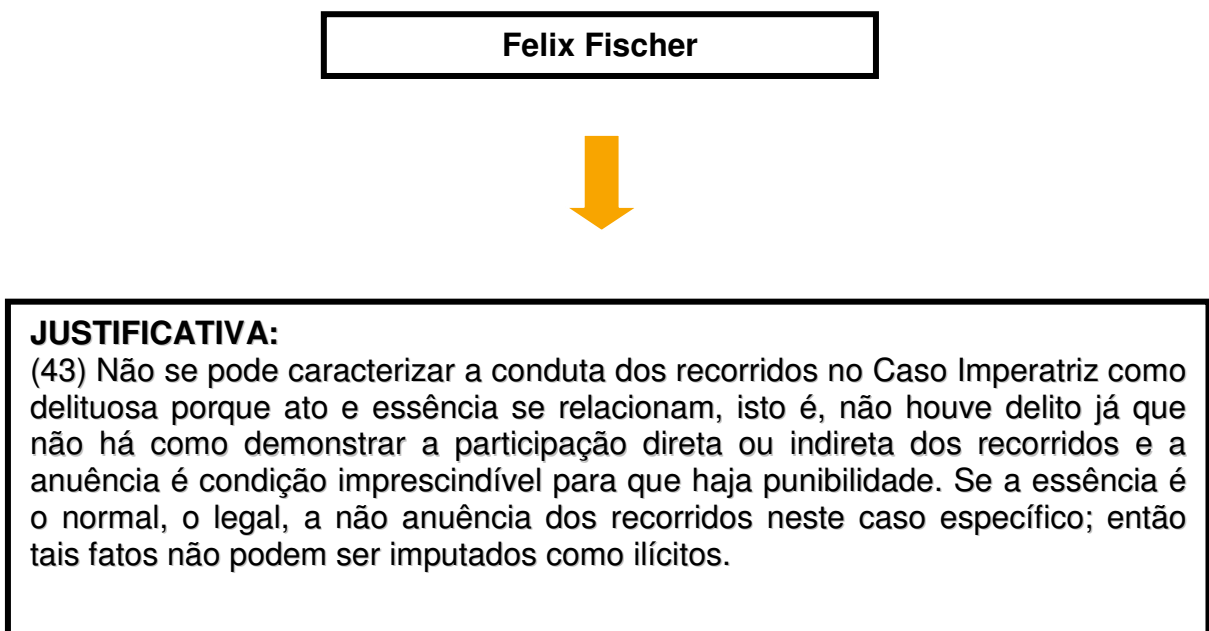 Felix Fischer
JUSTIFICATIVA:
(43) Não se pode caracterizar a conduta dos recorridos no Caso Imperatriz como
delituosa porque ato e essência se relacionam, isto é, não houve delito já que
não há como demonstrar a participação direta ou indireta dos recorridos e a
anuência é condição imprescindível para que haja punibilidade. Se a essência é
o normal, o legal, a não anuência dos recorridos neste caso específico; então
tais fatos não podem ser imputados como ilícitos.